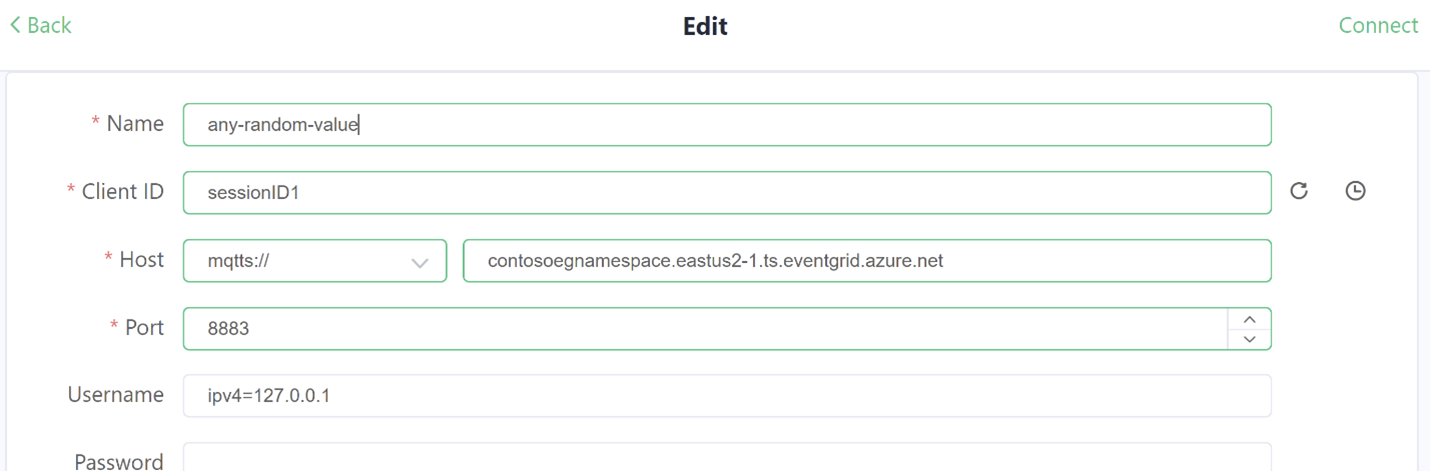 Back Edit Connect
* Name any-random-value
* Client ID sessionID1
* Host mqtts:// contosoegnamespace.eastus2-1.ts.eventgrid.azure.net
* Port 8883
Username ipv4=127.0.0.1
Password